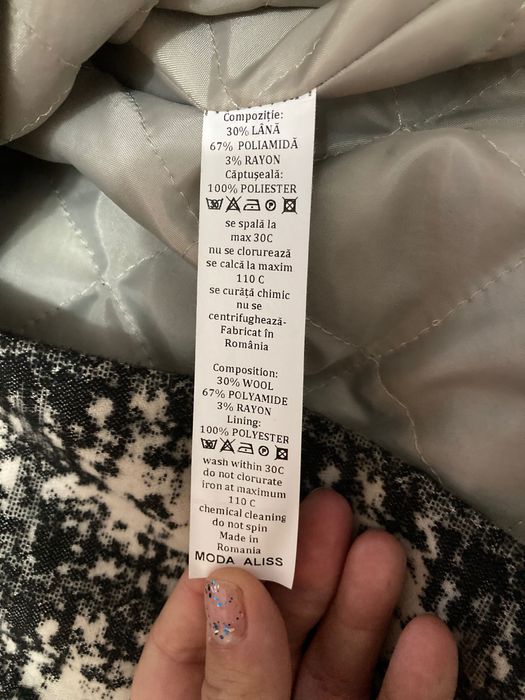 Compoziție:
30% LÂNĂ
67% POLIAMIDĂ
3% RAYON
Căptușeală:
100% POLIESTER
se spală la
max 30C
nu se clorurează
se calcă la maxim
110 C
se curăță chimic
nu se
centrifughează-
Fabricat în
România
Composition:
30% WOOL
67% POLYAMIDE
3% RAYON
Lining:
100% POLYESTER
wash within 30C
do not clorurate
iron at maximum
110 C
chemical cleaning
do not spin
Made in
Romania
MODA ALISS